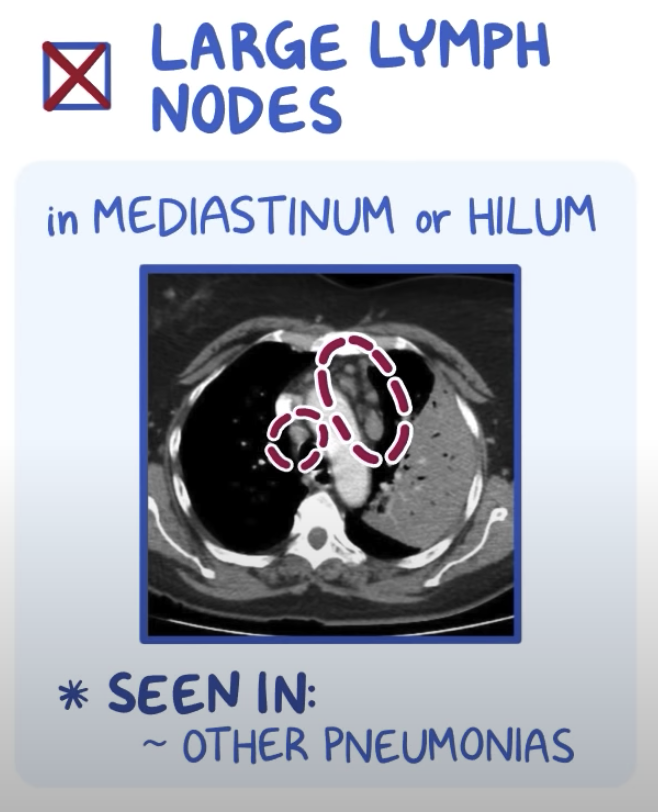 LARGE LYMPH
NODES
in MEDIASTINUM or HILUM
* SEEN IN:
~ OTHER PNEUMONIAS